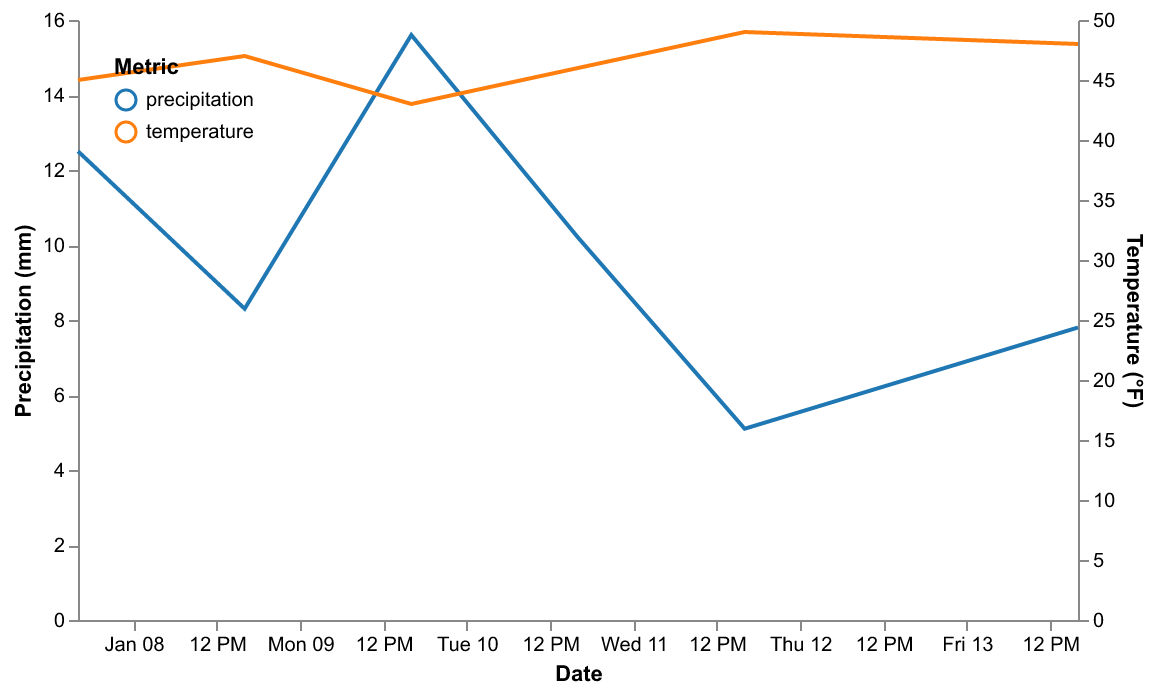 16
14
12
10
8
6
4
2
0
Precipitation (mm)
Metric
precipitation
temperature
50
45
40
35
30
25
20
15
10
5
0
Temperature (°F)
Jan 08 12 PM Mon 09 12 PM Tue 10 12 PM Wed 11 12 PM Thu 12 12 PM Fri 13 12 PM
Date